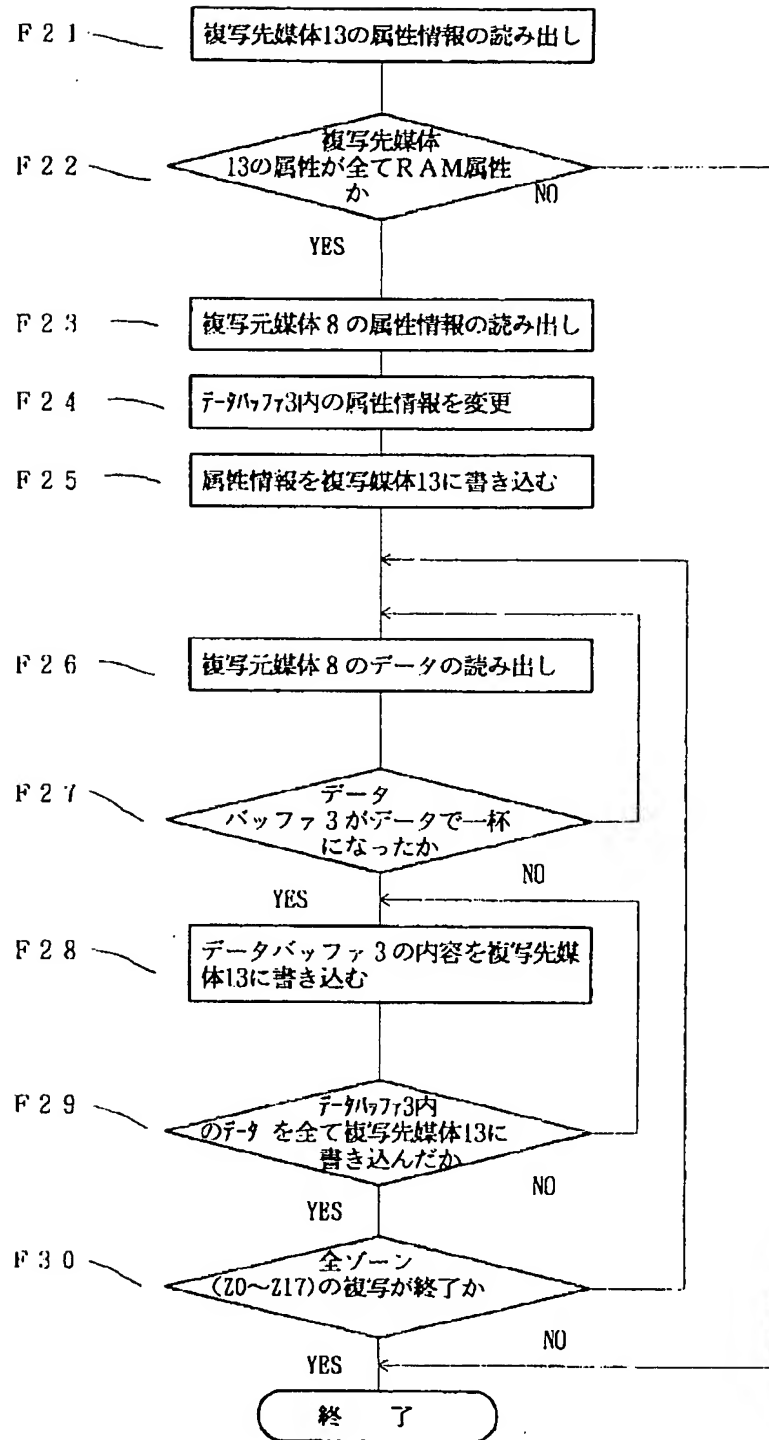 F21
複写先媒体13の属性情報の読み出し
F22
複写先媒体
13の属性が全てRAM属性
か
NO
YES
F23
複写元媒体8の属性情報の読み出し
F24
データバッファ3内の属性情報を変更
F25
属性情報を複写媒体13に書き込む
F26
複写元媒体8のデータの読み出し
F27
データ
バッファ3がデータで一杯
になったか
NO
YES
F28
データバッファ3の内容を複写先媒
体13に書き込む
F29
データバッファ3内
のデータ を全て複写先媒体13に
書き込んだか
NO
YES
F30
全ゾーン
(Z0~Z17)の複写が終了か
NO
YES
終 了